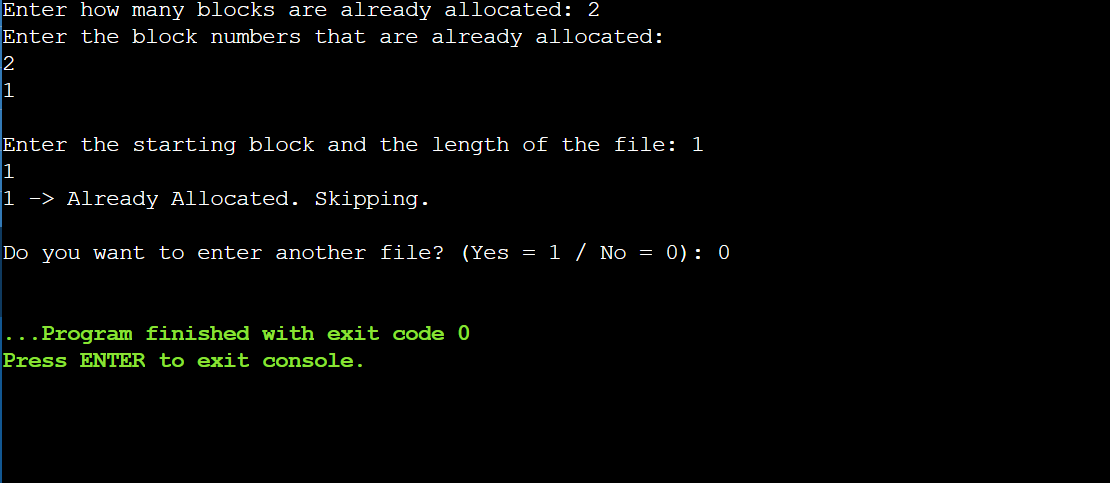 Enter how many blocks are already allocated: 2
Enter the block numbers that are already allocated:
2
1
Enter the starting block and the length of the file: 1
1
1 -> Already Allocated. Skipping.
Do you want to enter another file? (Yes = 1 / No = 0): 0
...Program finished with exit code 0
Press ENTER to exit console.